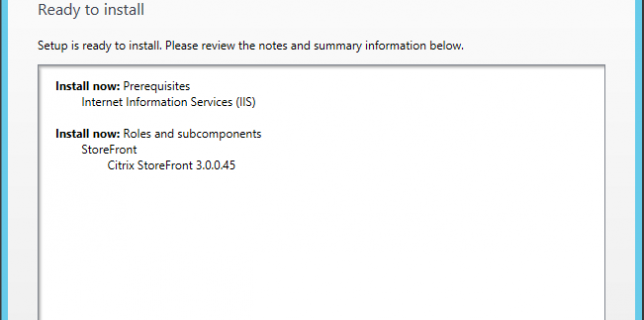 Ready to install
Setup is ready to install. Please review the notes and summary information below.
Install now: Prerequisites
Internet Information Services (IIS)
Install now: Roles and subcomponents
StoreFront
Citrix StoreFront 3.0.0.45